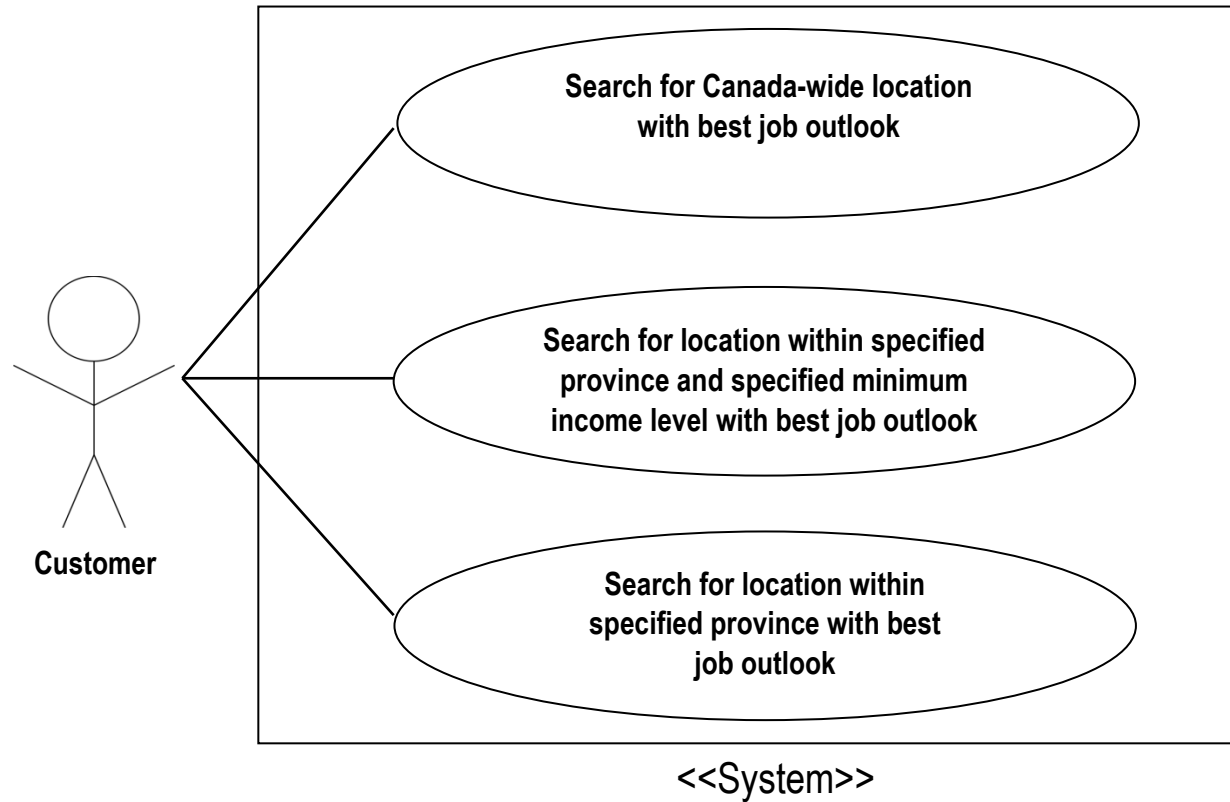 Search for Canada-wide location
with best job outlook
Search for location within specified
province and specified minimum
income level with best job outlook
Customer
Search for location within
specified province with best
job outlook
<<System>>